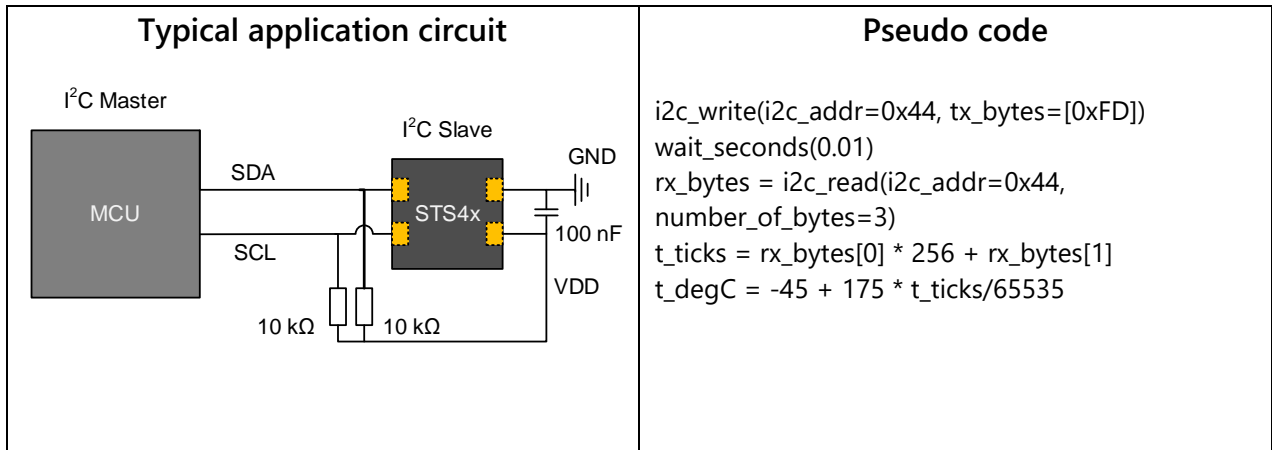 Typical application circuit
I²C Master
MCU
SDA
SCL
I²C Slave
STS4x
GND
100 nF
VDD
10 kΩ
10 kΩ
Pseudo code
i2c_write(i2c_addr=0x44, tx_bytes=[0xFD])
wait_seconds(0.01)
rx_bytes = i2c_read(i2c_addr=0x44,
number_of_bytes=3)
t_ticks = rx_bytes[0] * 256 + rx_bytes[1]
t_degC = -45 + 175 * t_ticks/65535